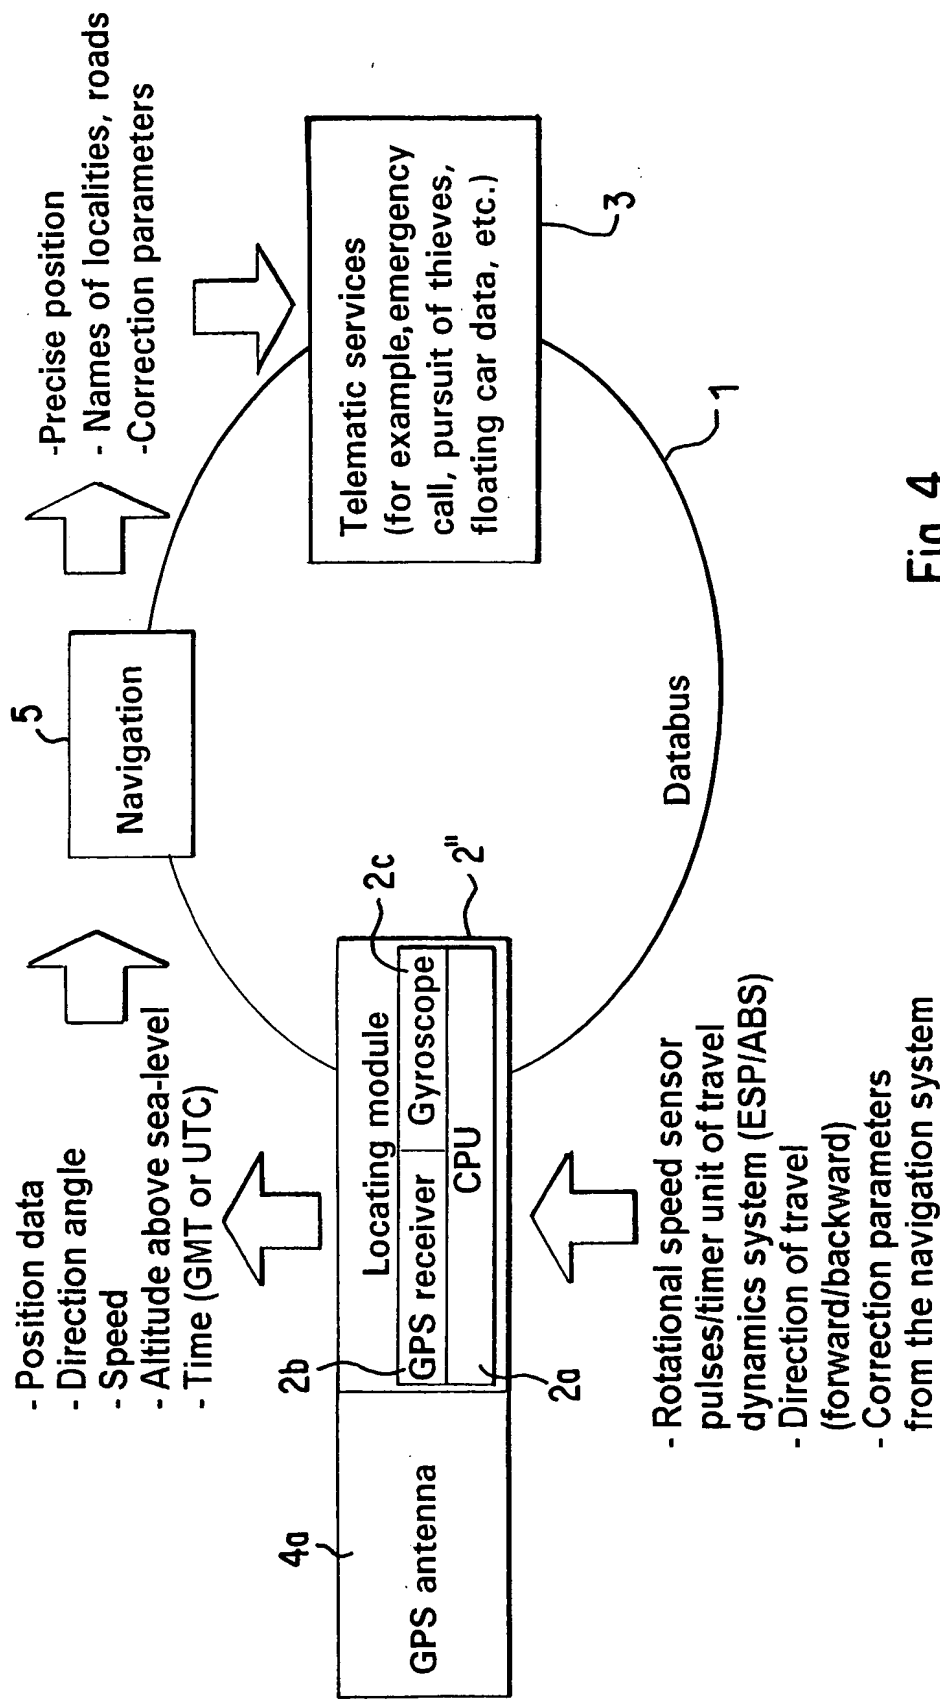 - Position data
- Direction angle
- Speed
- Altitude above sea-level
- Time (GMT or UTC)
5
Navigation
-Precise position
- Names of localities, roads
-Correction parameters
4a
GPS antenna
Locating module
2b
GPS receiver
Gyroscope
2c
CPU
2a
2"
Telematic services
(for example,emergency
call, pursuit of thieves,
floating car data, etc.)
3
Databus
1
- Rotational speed sensor
pulses/timer unit of travel
dynamics system (ESP/ABS)
- Direction of travel
(forward/backward)
- Correction parameters
from the navigation system
Fig. 4